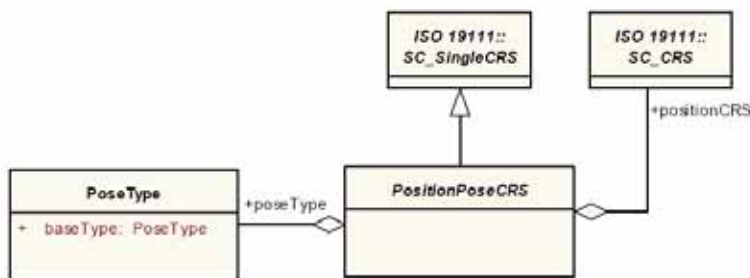 ISO 19111::
SC_SingleCRS
ISO 19111::
SC_CRS
+positionCRS
PoseType
+ baseType: PoseType
+poseType
PositionPoseCRS